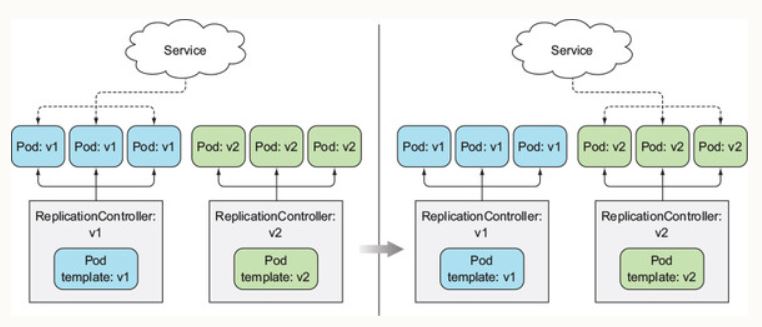 Service
Pod: v1
Pod: v1
Pod: v1
Pod: v2
Pod: v2
Pod: v2
ReplicationController:
v1
Pod
template: v1
ReplicationController:
v2
Pod
template: v2
Service
Pod: v1
Pod: v1
Pod: v1
Pod: v2
Pod: v2
Pod: v2
ReplicationController:
v1
Pod
template: v1
ReplicationController:
v2
Pod
template: v2